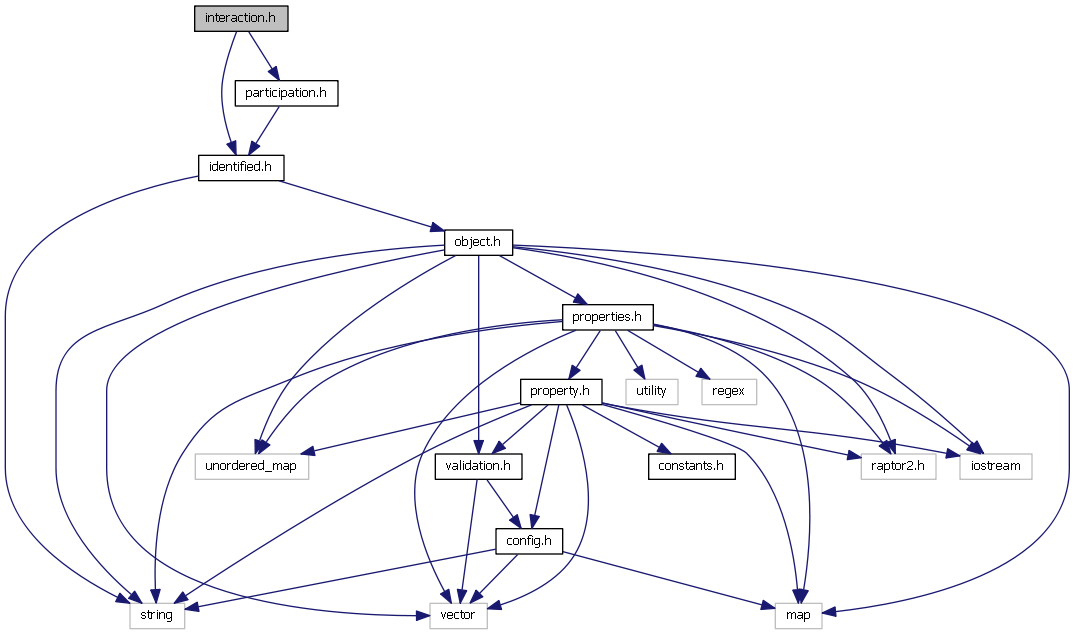 interaction.h
participation.h
identified.h
object.h
properties.h
property.h
utility
regex
unordered_map
validation.h
constants.h
raptor2.h
iostream
config.h
string
vector
map